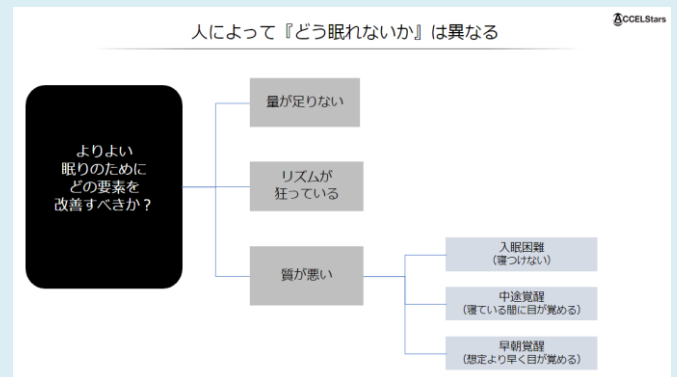 人によって『どう眠れないか』は異なる
ACCELStars
よりよい
眠りのために
どの要素を
改善すべきか？
量が足りない
リズムが
狂っている
質が悪い
入眠困難
（寝つけない）
中途覚醒
（寝ている間に目が覚める）
早朝覚醒
（想定より早く目が覚める）